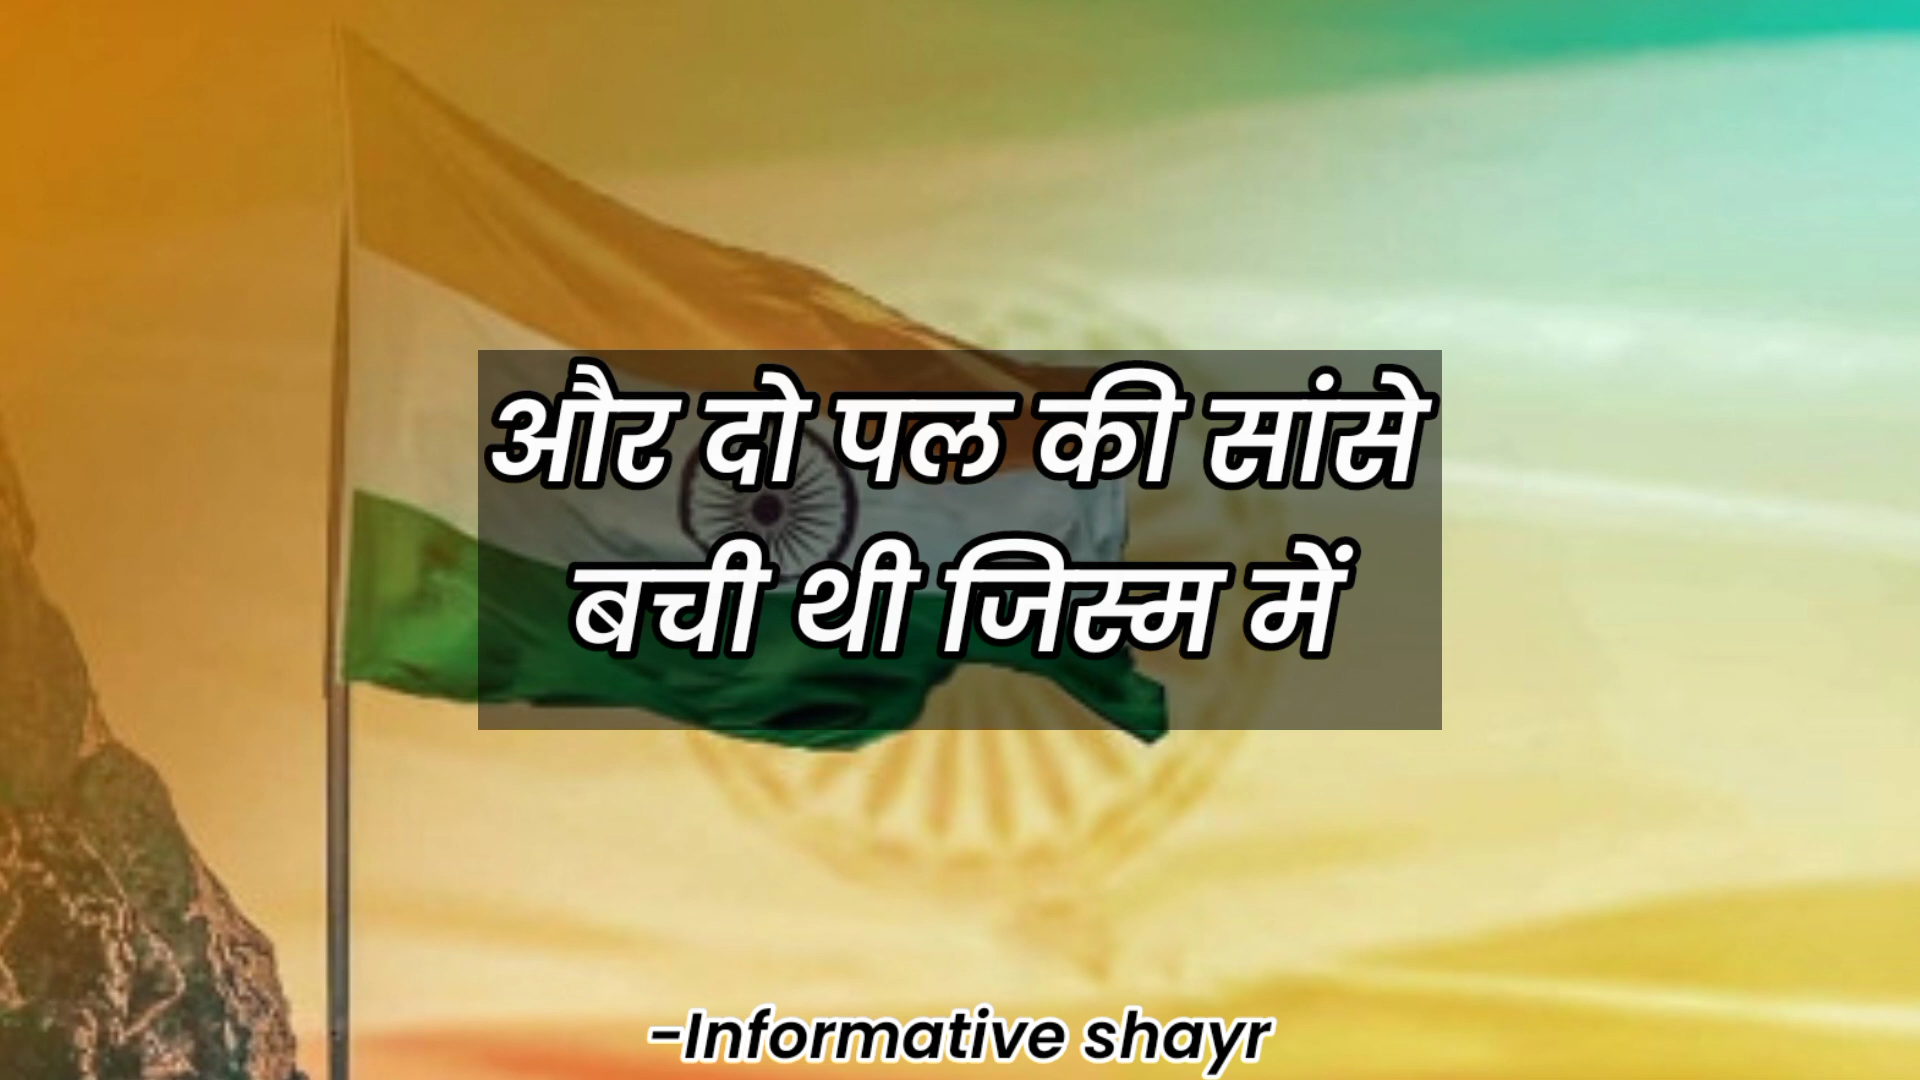 और दो पल की सांसे
बची थी जिस्म में
-Informative shayr